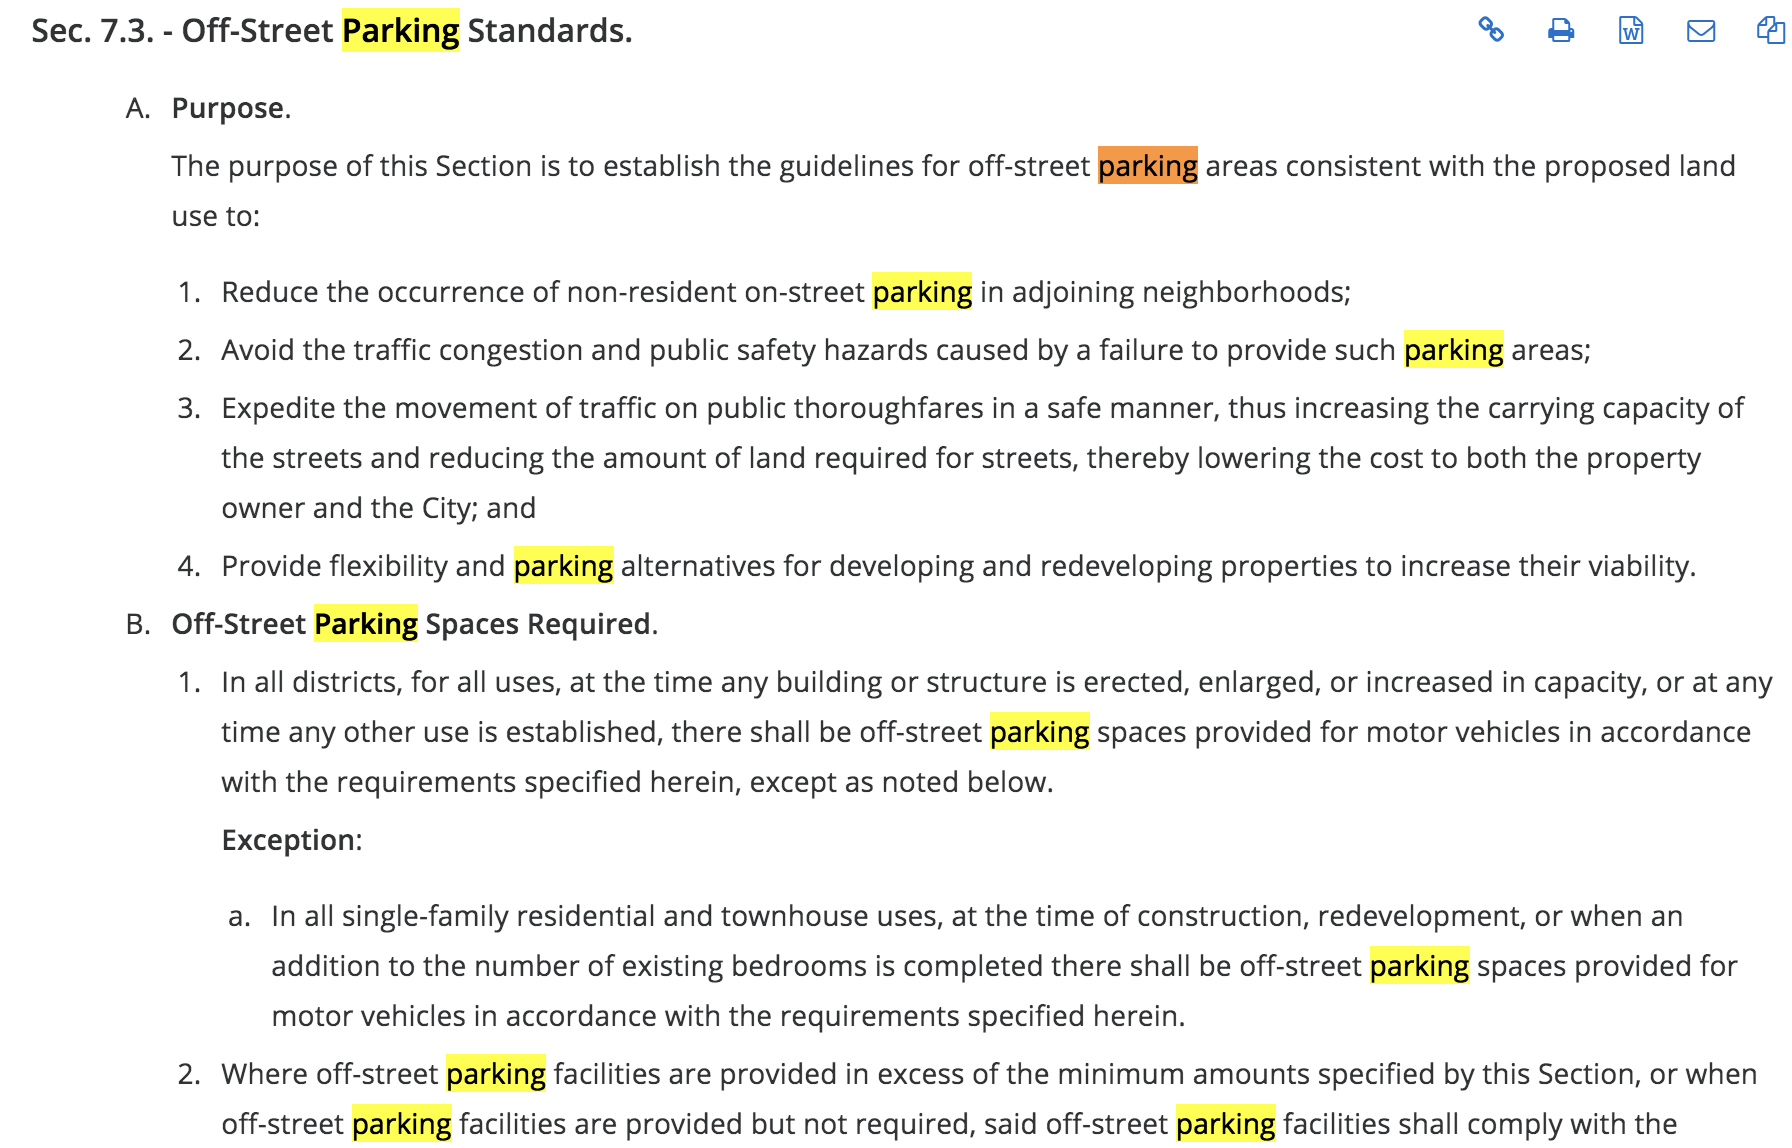 Sec. 7.3. - Off-Street Parking Standards.
A. Purpose.
The purpose of this Section is to establish the guidelines for off-street parking areas consistent with the proposed land
use to:
1. Reduce the occurrence of non-resident on-street parking in adjoining neighborhoods;
2. Avoid the traffic congestion and public safety hazards caused by a failure to provide such parking areas;
3. Expedite the movement of traffic on public thoroughfares in a safe manner, thus increasing the carrying capacity of
the streets and reducing the amount of land required for streets, thereby lowering the cost to both the property
owner and the City; and
4. Provide flexibility and parking alternatives for developing and redeveloping properties to increase their viability.
B. Off-Street Parking Spaces Required.
1. In all districts, for all uses, at the time any building or structure is erected, enlarged, or increased in capacity, or at any
time any other use is established, there shall be off-street parking spaces provided for motor vehicles in accordance
with the requirements specified herein, except as noted below.
Exception:
a. In all single-family residential and townhouse uses, at the time of construction, redevelopment, or when an
addition to the number of existing bedrooms is completed there shall be off-street parking spaces provided for
motor vehicles in accordance with the requirements specified herein.
2. Where off-street parking facilities are provided in excess of the minimum amounts specified by this Section, or when
off-street parking facilities are provided but not required, said off-street parking facilities shall comply with the